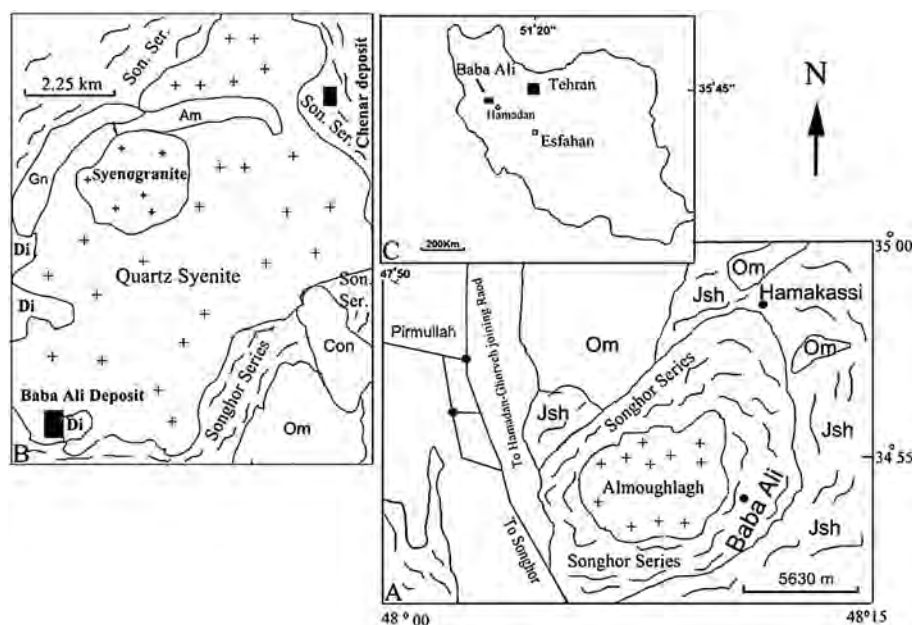 2.25 km
Son. Ser.
Son. Ser.
Chenar deposit
Am
Gn
Syenogranite
Di
Quartz Syenite
Di
Son.
Ser.
Con
Songhor Series
Om
Baba Ali Deposit
Di
B
51° 20"
Baba Ali
Tehran
35°45"
Hamadan
Esfahan
C
200Km
N
47°50
35° 00
Om
Jsh
Hamakassi
Pirmullah
To Hamadan-Ghorveh joining Raod
Om
Om
Songhor Series
Jsh
Jsh
34°55
Almoughlagh
Baba Ali
To Songhor
Jsh
Songhor Series
5630 m
A
48° 00
48° 15